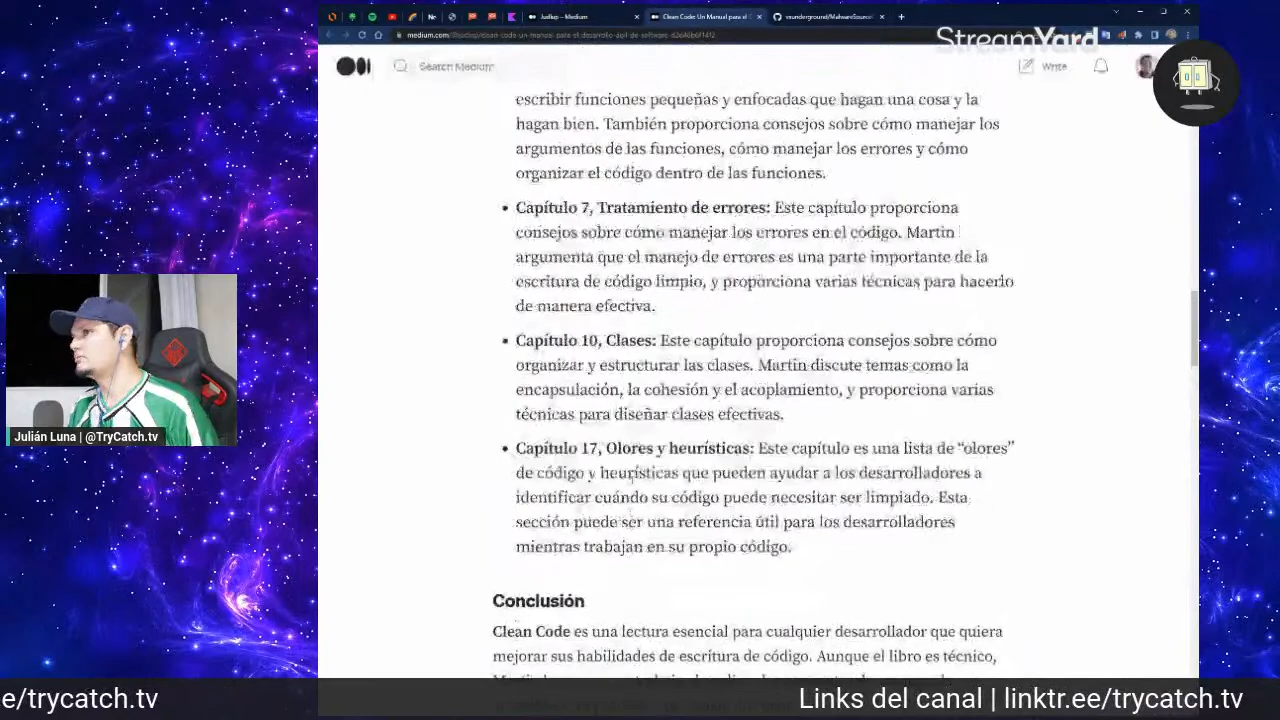 Justlup – Medium
Clean Code: Un Manual para el D
vxunderground/MalwareSource
StreamYard
Search Medium
Write
escribir funciones pequeñas y enfocadas que hagan una cosa y la
hagan bien. También proporciona consejos sobre cómo manejar los
argumentos de las funciones, cómo manejar los errores y cómo
organizar el código dentro de las funciones.
• Capítulo 7, Tratamiento de errores: Este capítulo proporciona
consejos sobre cómo manejar los errores en el código. Martin
argumenta que el manejo de errores es una parte importante de la
escritura de código limpio, y proporciona varias técnicas para hacerlo
de manera efectiva.
• Capítulo 10, Clases: Este capítulo proporciona consejos sobre cómo
organizar y estructurar las clases. Martin discute temas como la
encapsulación, la cohesión y el acoplamiento, y proporciona varias
técnicas para diseñar clases efectivas.
• Capítulo 17, Olores y heurísticas: Este capítulo es una lista de “olores”
de código y heurísticas que pueden ayudar a los desarrolladores a
identificar cuándo su código puede necesitar ser limpiado. Esta
sección puede ser una referencia útil para los desarrolladores
mientras trabajan en su propio código.
Conclusión
Clean Code es una lectura esencial para cualquier desarrollador que quiera
mejorar sus habilidades de escritura de código. Aunque el libro es técnico,
Julián Luna | @TryCatch.tv
e/trycatch.tv
Links del canal | linktr.ee/trycatch.tv